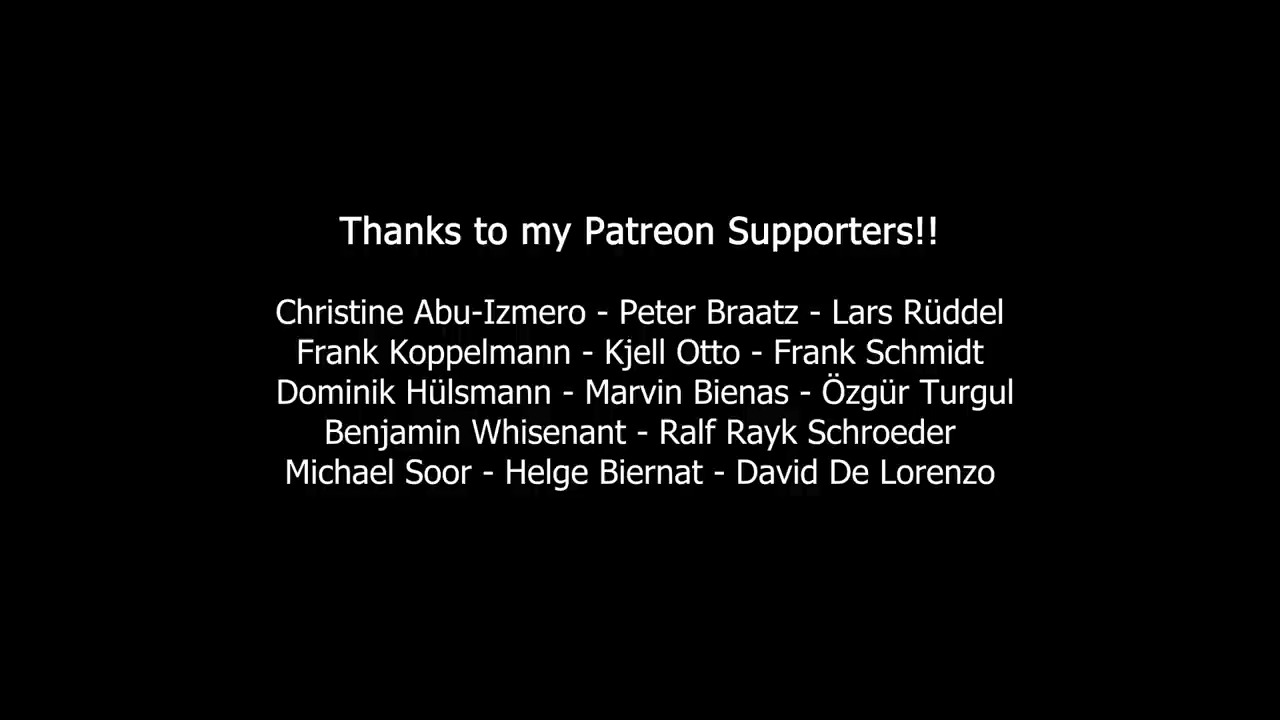 Thanks to my Patreon Supporters!!
Christine Abu-Izmero - Peter Braatz - Lars Rüddel
Frank Koppelmann - Kjell Otto - Frank Schmidt
Dominik Hülsmann - Marvin Bienas - Özgür Turgul
Benjamin Whisenant - Ralf Rayk Schroeder
Michael Soor - Helge Biernat - David De Lorenzo